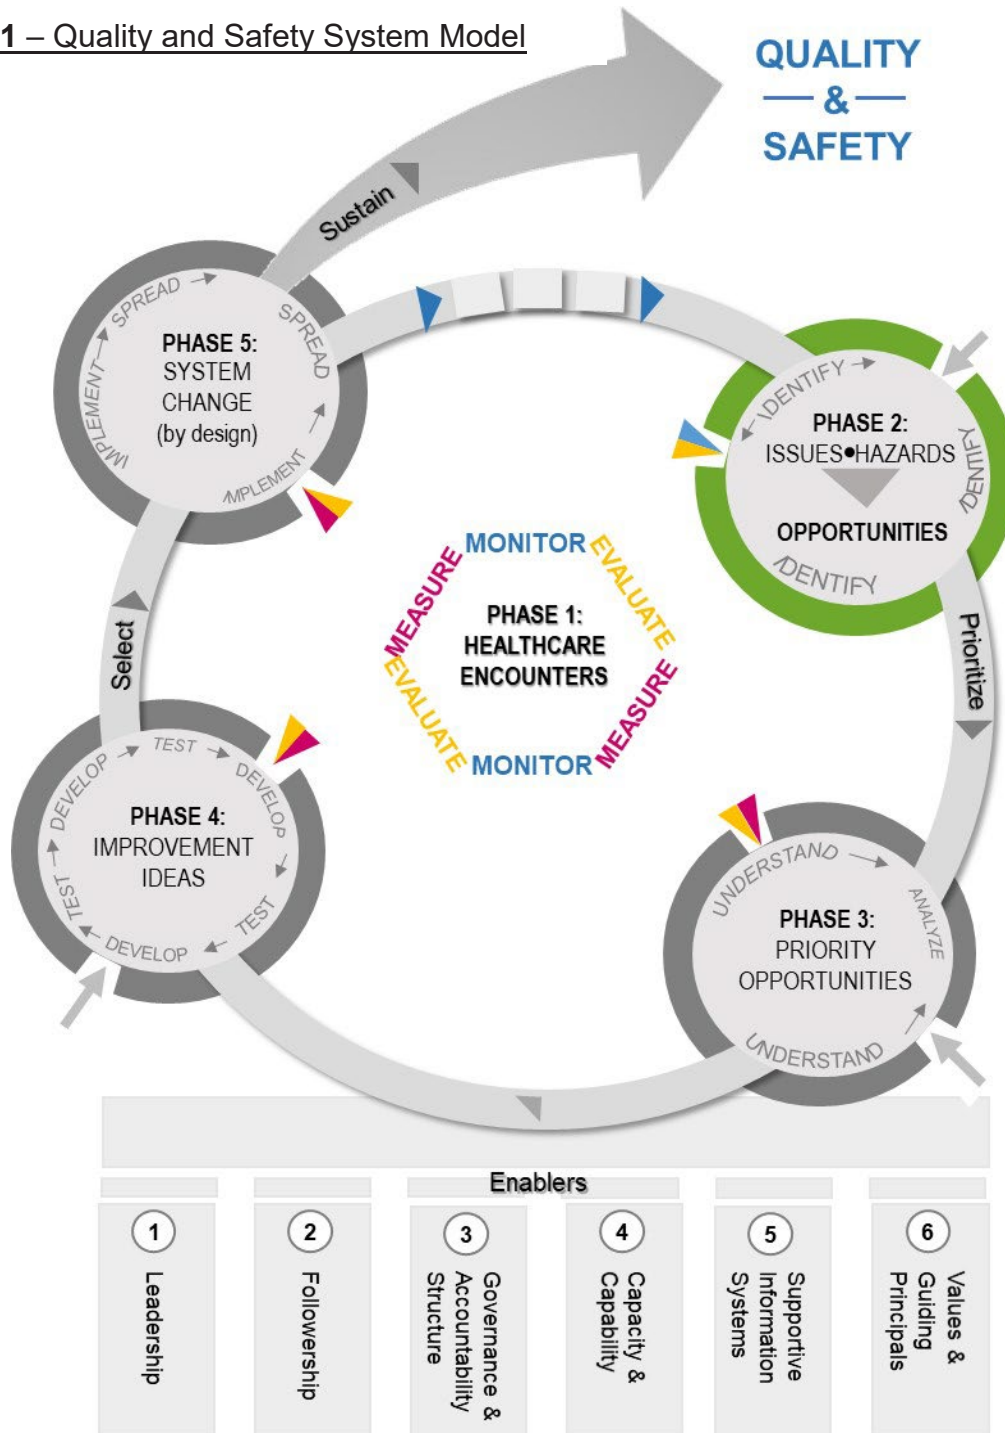 1 – Quality and Safety System Model
QUALITY
&
SAFETY
Sustain
SPREAD
SPREAD
IMPLEMENT
IMPLEMENT
PHASE 5:
SYSTEM
CHANGE
(by design)
IDENTIFY
IDENTIFY
IDENTIFY
PHASE 2:
ISSUES•HAZARDS
OPPORTUNITIES
Prioritize
MONITOR
EVALUATE
MEASURE
PHASE 1:
HEALTHCARE
ENCOUNTERS
EVALUATE
MEASURE
MONITOR
Select
TEST
DEVELOP
DEVELOP
TEST
TEST
DEVELOP
PHASE 4:
IMPROVEMENT
IDEAS
UNDERSTAND
ANALYZE
UNDERSTAND
PHASE 3:
PRIORITY
OPPORTUNITIES
Enablers
1
Leadership
2
Followership
3
Governance &
Accountability
Structure
4
Capacity &
Capability
5
Supportive
Information
Systems
6
Values &
Guiding
Principals